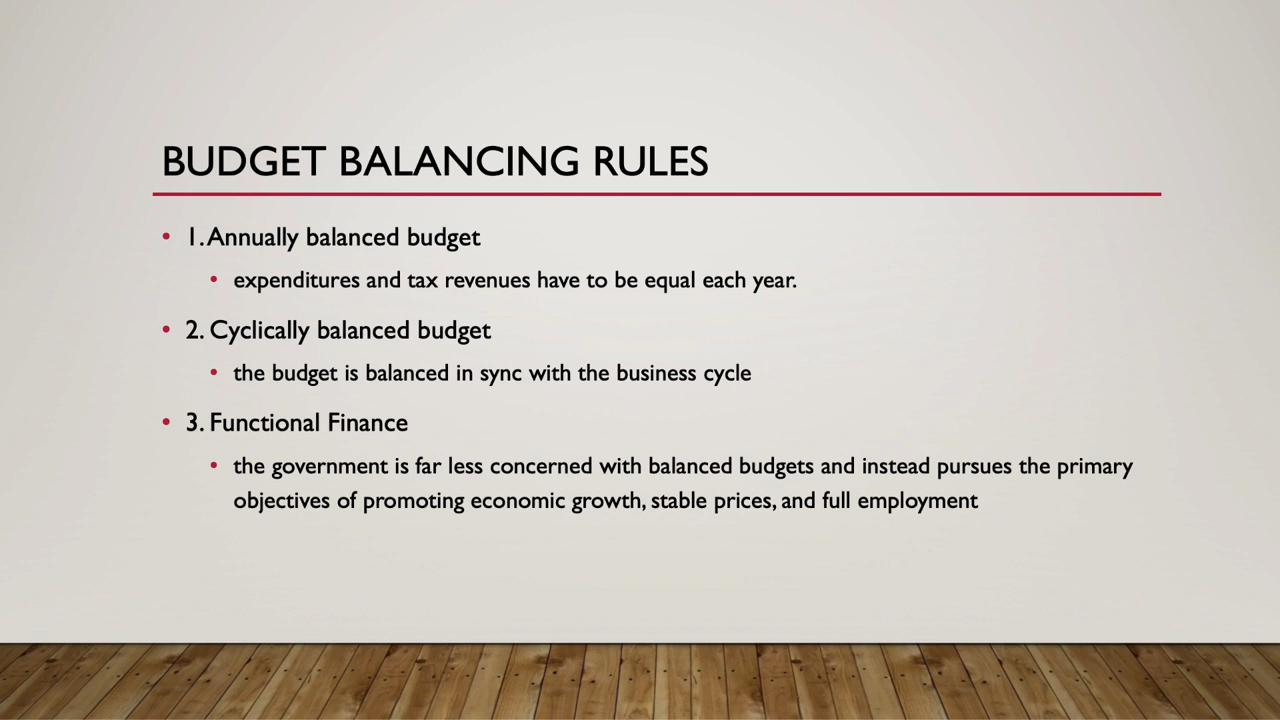 BUDGET BALANCING RULES
• 1. Annually balanced budget
• expenditures and tax revenues have to be equal each year.
• 2. Cyclically balanced budget
• the budget is balanced in sync with the business cycle
• 3. Functional Finance
• the government is far less concerned with balanced budgets and instead pursues the primary
objectives of promoting economic growth, stable prices, and full employment